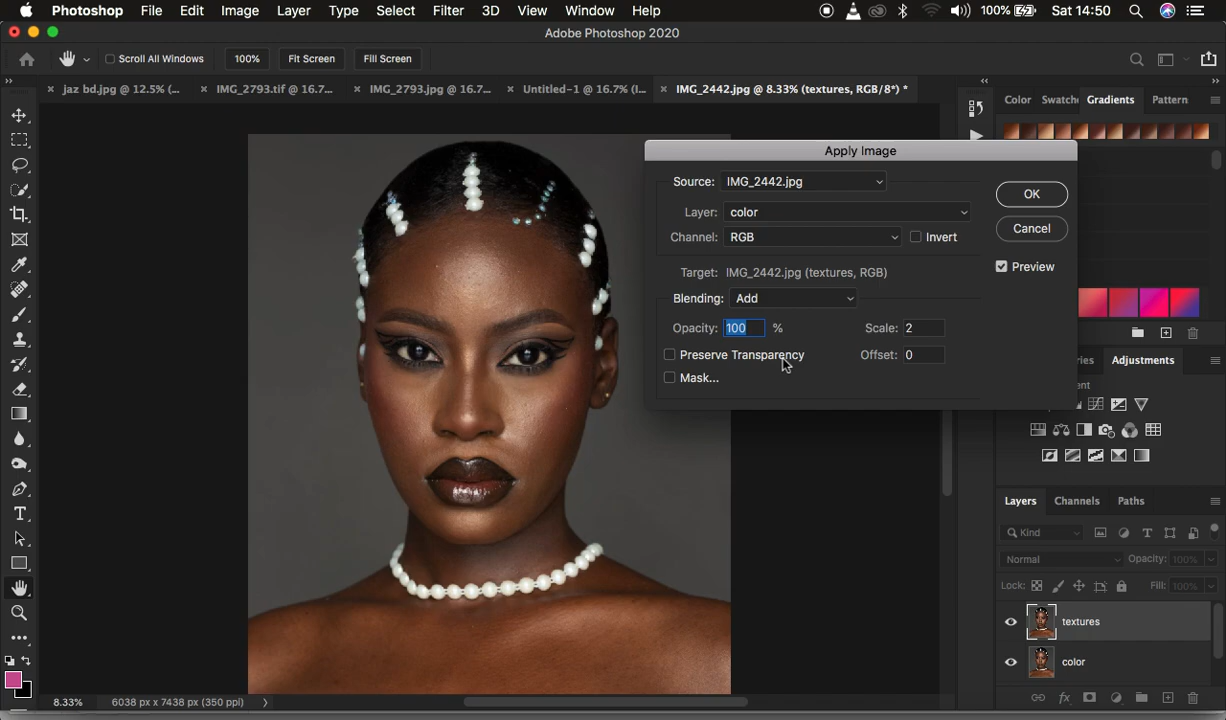 Photoshop File Edit Image Layer Type Select Filter 3D View Window Help 100% Sat 14:50
Adobe Photoshop 2020
Scroll All Windows 100% Fit Screen Fill Screen
jaz bd.jpg @ 12.5% (... IMG_2793.tif @ 16.7... IMG_2793.jpg @ 16.7... Untitled-1 @ 16.7% (l... IMG_2442.jpg @ 8.33% (textures, RGB/8*) *
Color Swatche Gradients Pattern
Apply Image
Source: IMG_2442.jpg
OK
Layer: color
Cancel
Channel: RGB Invert
Preview
Target: IMG_2442.jpg (textures, RGB)
Blending: Add
Opacity: 100 % Scale: 2
Preserve Transparency Offset: 0
Mask...
ries Adjustments
ent
Layers Channels Paths
Kind
Normal Opacity: 100%
Lock: Fill: 100%
textures
color
fx
T
8.33% 6038 px x 7438 px (350 ppi)